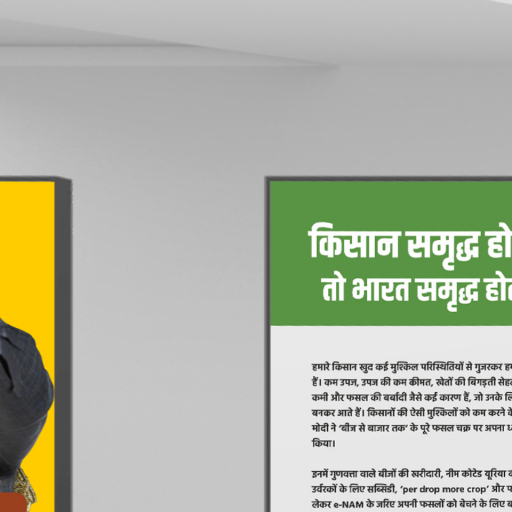 किसान समृद्ध हो
तो भारत समृद्ध हो
हमारे किसान खुद कई मुश्किल परिस्थितियों से गुजरकर
हैं। कम उपज, उपज की कम कीमत, खेतों की बिगड़ती
कमी और फसल की बर्बादी जैसे कई कारण हैं, जो उनके
बनकर आते हैं। किसानों की ऐसी मुश्किलों को कम करने
मोदी ने ‘बीज से बाजार तक’ के पूरे फसल चक्र पर अपना
किया।
इनमें गुणवत्ता वाले बीजों की खरीदारी, नीम कोटेड यूरिया
उर्वरकों के लिए सब्सिडी, ‘per drop more crop’ और
लेकर e-NAM के जरिए अपनी फसलों को बेचने के लिए